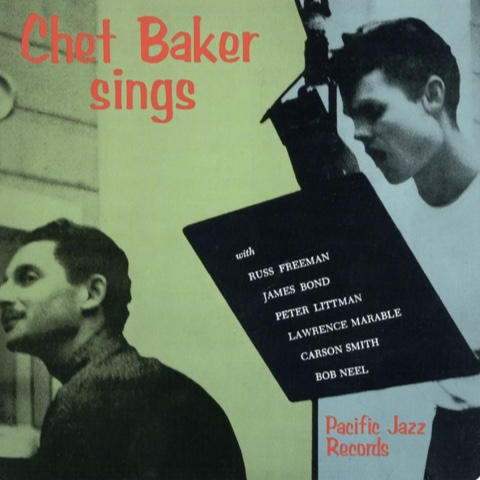 Chet Baker
sings
with
RUSS FREEMAN
JAMES BOND
PETER LITTMAN
LAWRENCE MARABLE
CARSON SMITH
BOB NEEL
Pacific Jazz
Records